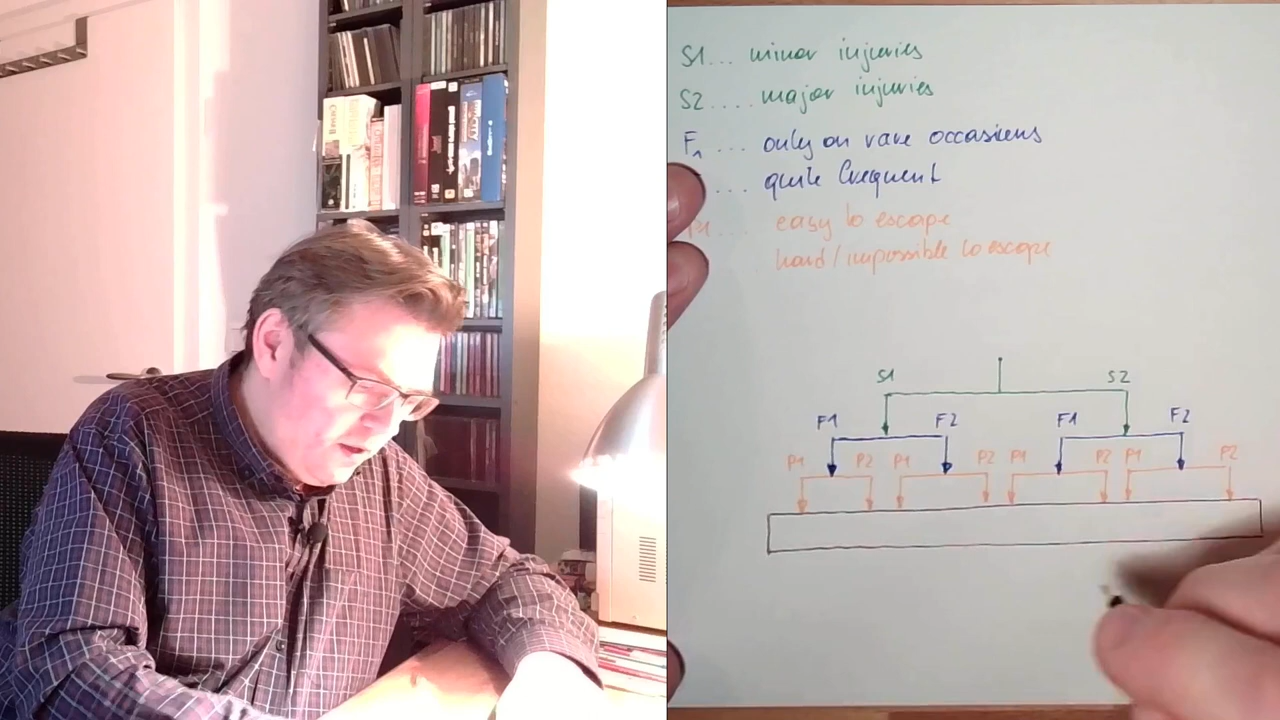 S1... minor injuries
S2.... major injuries
F1 ... only on rare occasions
... quite frequent
... easy to escape
hard/impossible to escape
S1 S2
F1 F2 F1 F2
P1 P2 P1 P2 P1 P2 P1 P2